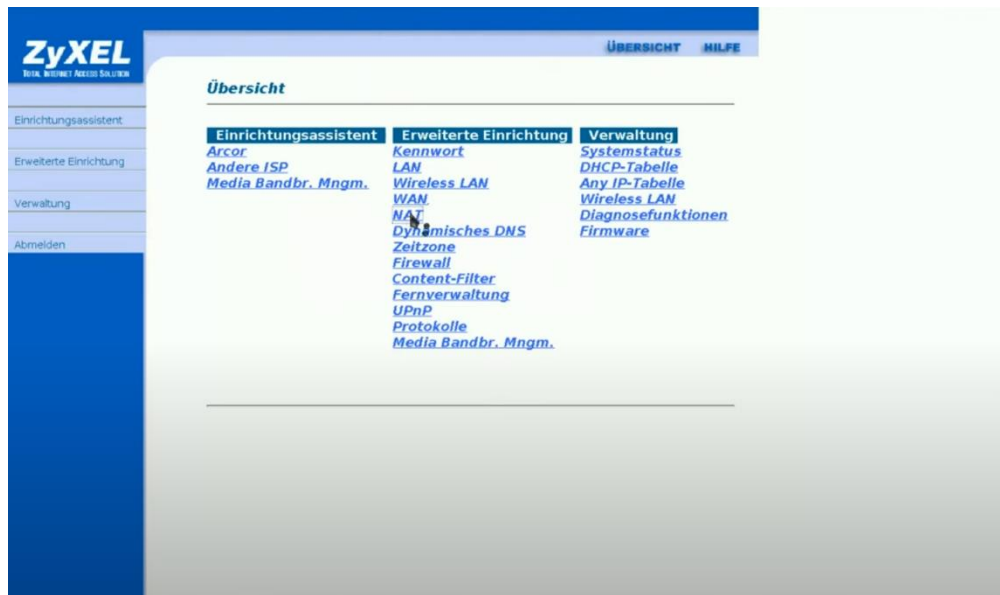 ZyXEL
TOTAL INTERNET ACCESS SOLUTION
ÜBERSICHT HILFE
Einrichtungsassistent
Erweiterte Einrichtung
Verwaltung
Abmelden
Übersicht
Einrichtungsassistent
Arcor
Andere ISP
Media Bandbr. Mngm.
Erweiterte Einrichtung
Kennwort
LAN
Wireless LAN
WAN
NAT
Dynamisches DNS
Zeitzone
Firewall
Content-Filter
Fernverwaltung
UPnP
Protokolle
Media Bandbr. Mngm.
Verwaltung
Systemstatus
DHCP-Tabelle
Any IP-Tabelle
Wireless LAN
Diagnosefunktionen
Firmware